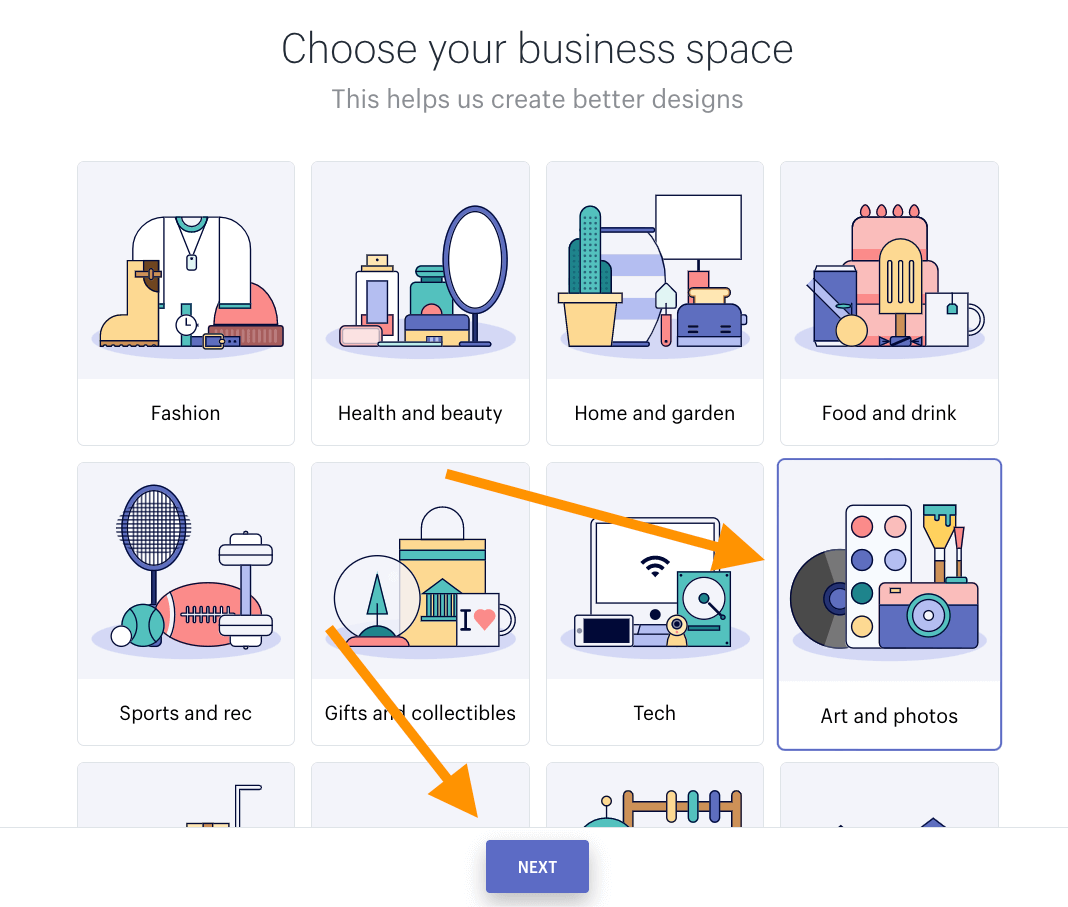 Choose your business space
This helps us create better designs
Fashion
Health and beauty
Home and garden
Food and drink
I
Sports and rec
Gifts and collectibles
Tech
Art and photos
NEXT